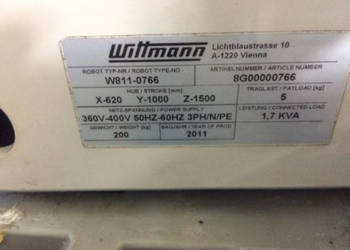 Wittmann
Lichtblaustrasse 10
A-1220 Vienna
ROBOT TYP-NR / ROBOT TYPE-NO
ARTIKELNUMMER / ARTICLE NUMBER
W811-0766
8G00000766
HUB / STROKE [mm]
TRAGLAST / PAYLOAD [kg]
X-620 Y-1000 Z-1500
5
NETZ-SPANNUNG / POWER SUPPLY
LEISTUNG / CONNECTED LOAD
360V-400V 50HZ-60HZ 3PH/N/PE
1,7 KVA
GEWICHT / WEIGHT [kg]
BAUJAHR / YEAR OF PROD
200
2011